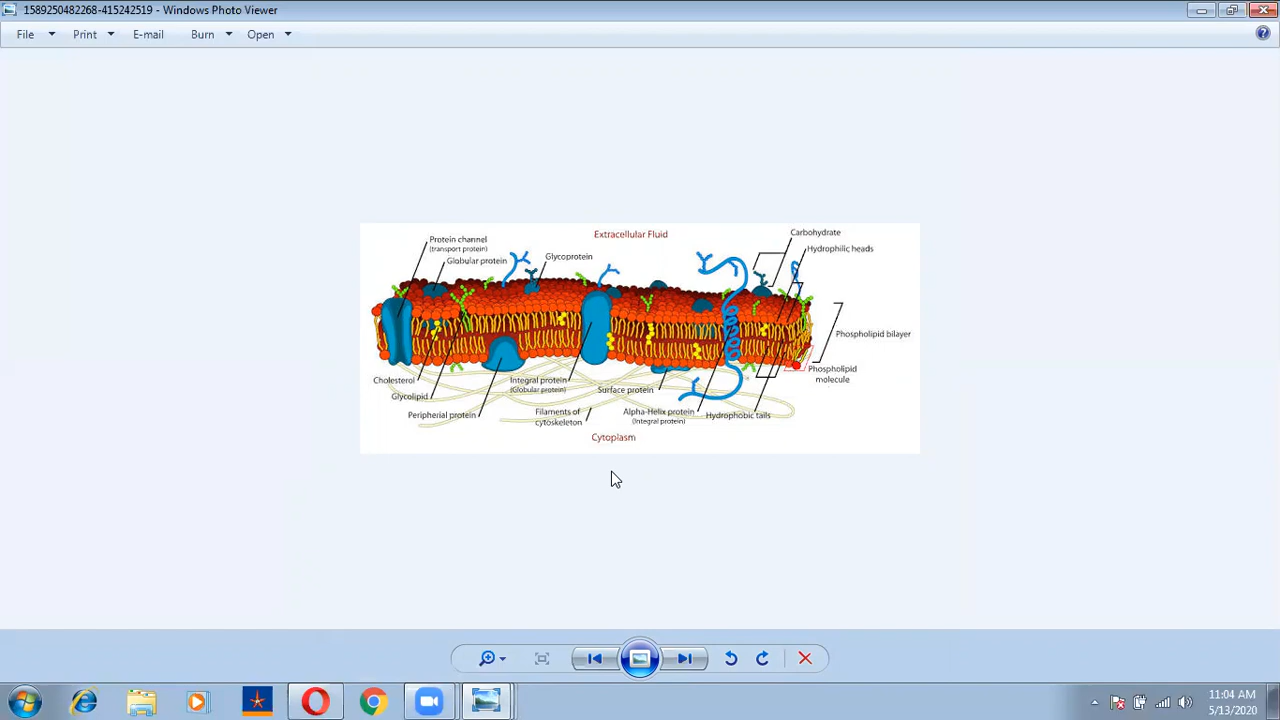 1589250482268-415242519 - Windows Photo Viewer
File Print E-mail Burn Open
Extracellular Fluid
Carbohydrate
Protein channel
(transport protein)
Hydrophilic heads
Globular protein
Glycoprotein
Phospholipid bilayer
Phospholipid
molecule
Cholesterol
Integral protein
(Globular protein)
Surface protein
Glycolipid
Peripherial protein
Filaments of
cytoskeleton
Alpha-Helix protein
(Integral protein)
Hydrophobic tails
Cytoplasm
11:04 AM
5/13/2020